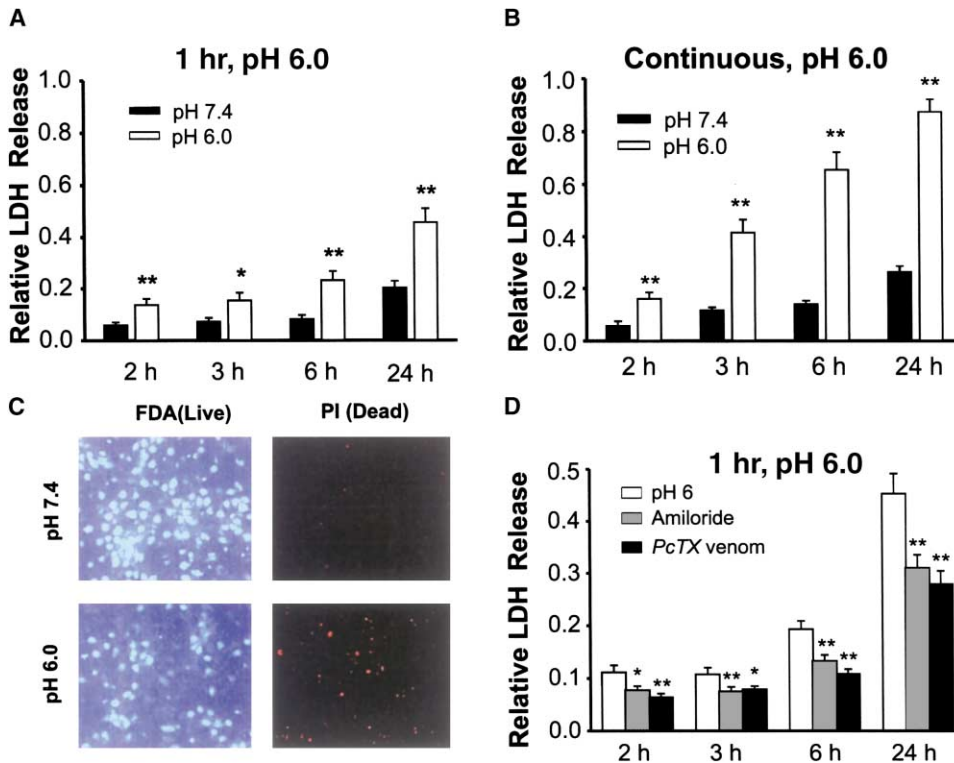 A
1 hr, pH 6.0
Relative LDH Release
1.0
0.8
0.6
0.4
0.2
0.0
pH 7.4
pH 6.0
**
*
**
**
2 h 3 h 6 h 24 h
B
Continuous, pH 6.0
Relative LDH Release
1.0
0.8
0.6
0.4
0.2
0.0
pH 7.4
pH 6.0
**
**
**
**
2 h 3 h 6 h 24 h
C
FDA(Live) PI (Dead)
pH 7.4
pH 6.0
D
1 hr, pH 6.0
Relative LDH Release
0.5
0.4
0.3
0.2
0.1
0.0
pH 6
Amiloride
PcTX venom
* **
** *
** **
** **
2 h 3 h 6 h 24 h